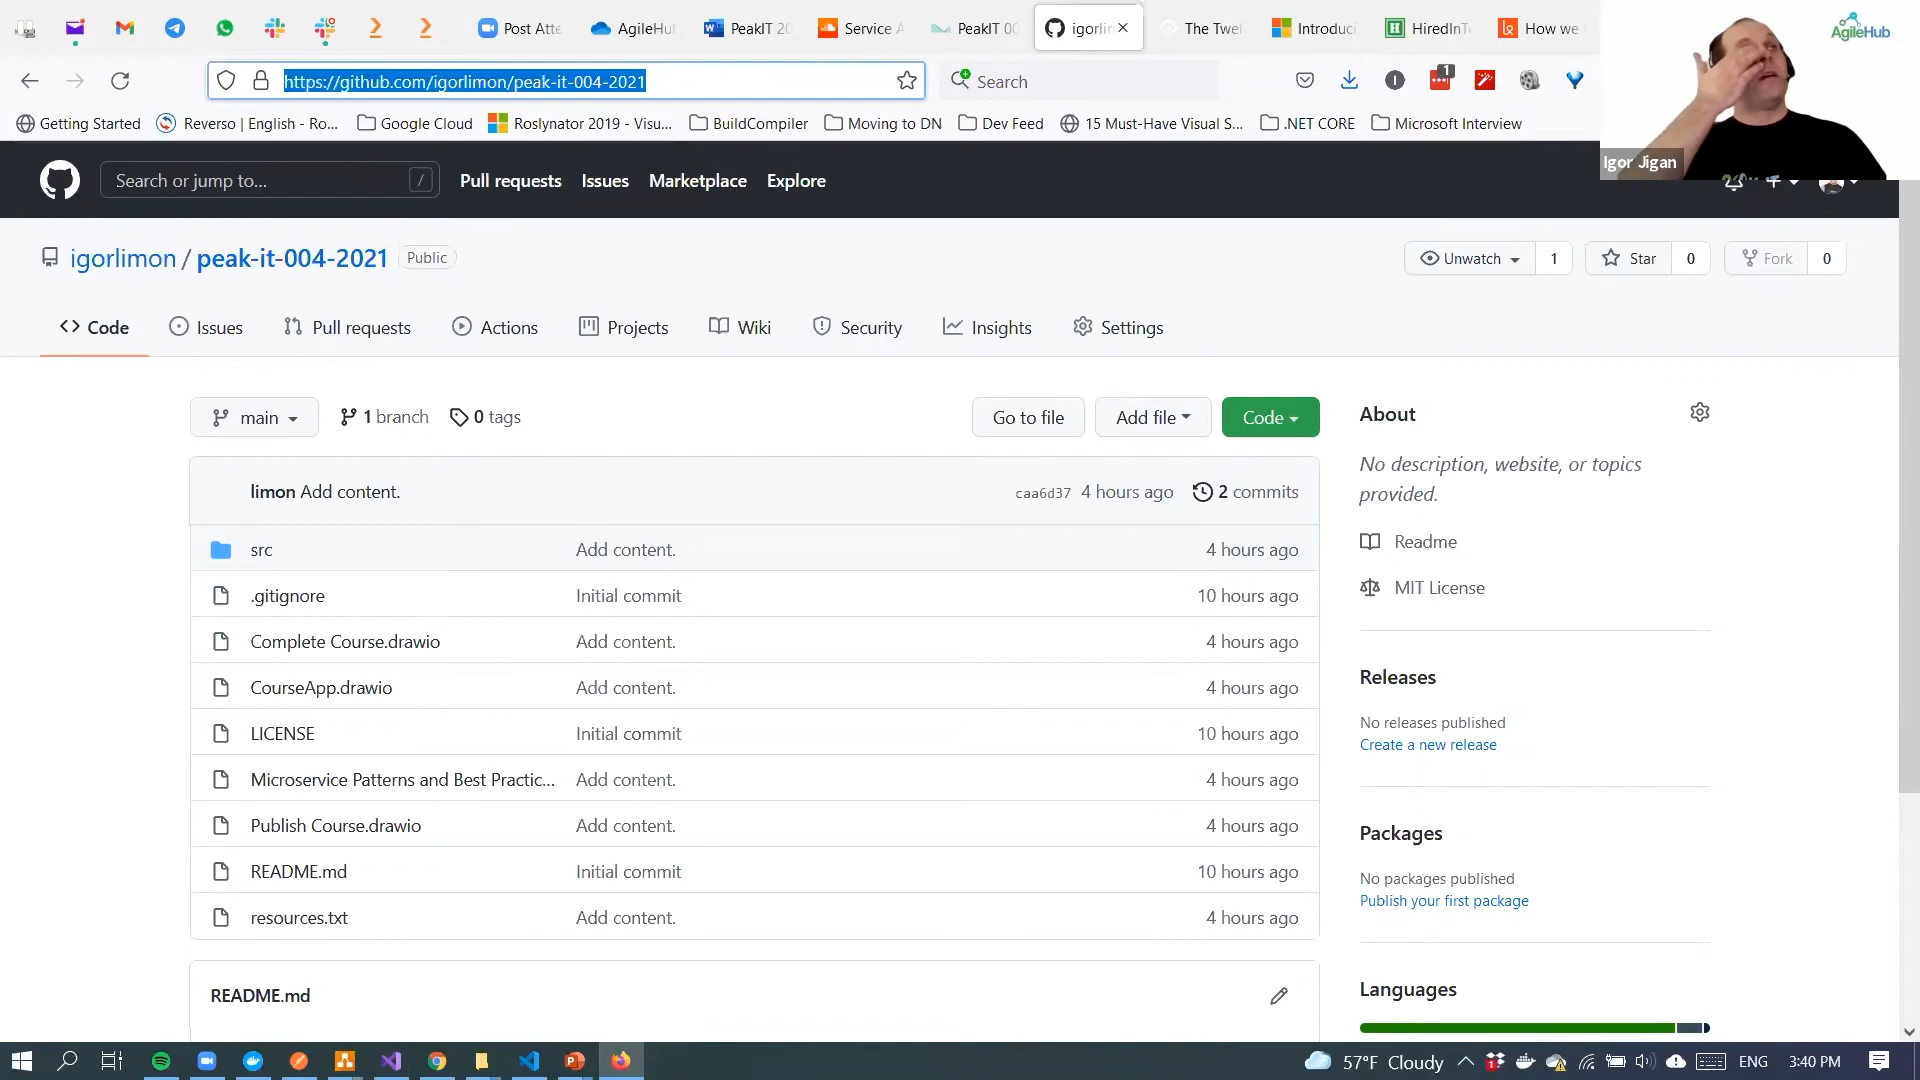 Post Atte
AgileHu
PeakIT 20
Service A
PeakIT 00
igorlin
The Twel
Introduci
HiredInT
How we
AgileHub
https://github.com/igorlimon/peak-it-004-2021
Search
1
Getting Started
Reverso | English - Ro...
Google Cloud
Roslynator 2019 - Visu...
BuildCompiler
Moving to DN
Dev Feed
15 Must-Have Visual S...
.NET CORE
Microsoft Interview
Igor Jigan
Search or jump to...
/
Pull requests
Issues
Marketplace
Explore
igorlimon / peak-it-004-2021
Public
Unwatch
1
Star
0
Fork
0
Code
Issues
Pull requests
Actions
Projects
Wiki
Security
Insights
Settings
main
1 branch
0 tags
Go to file
Add file
Code
limon Add content.
caa6d37 4 hours ago
2 commits
src Add content. 4 hours ago
.gitignore Initial commit 10 hours ago
Complete Course.drawio Add content. 4 hours ago
CourseApp.drawio Add content. 4 hours ago
LICENSE Initial commit 10 hours ago
Microservice Patterns and Best Practic... Add content. 4 hours ago
Publish Course.drawio Add content. 4 hours ago
README.md Initial commit 10 hours ago
resources.txt Add content. 4 hours ago
README.md
About
No description, website, or topics
provided.
Readme
MIT License
Releases
No releases published
Create a new release
Packages
No packages published
Publish your first package
Languages
57°F Cloudy
ENG
3:40 PM